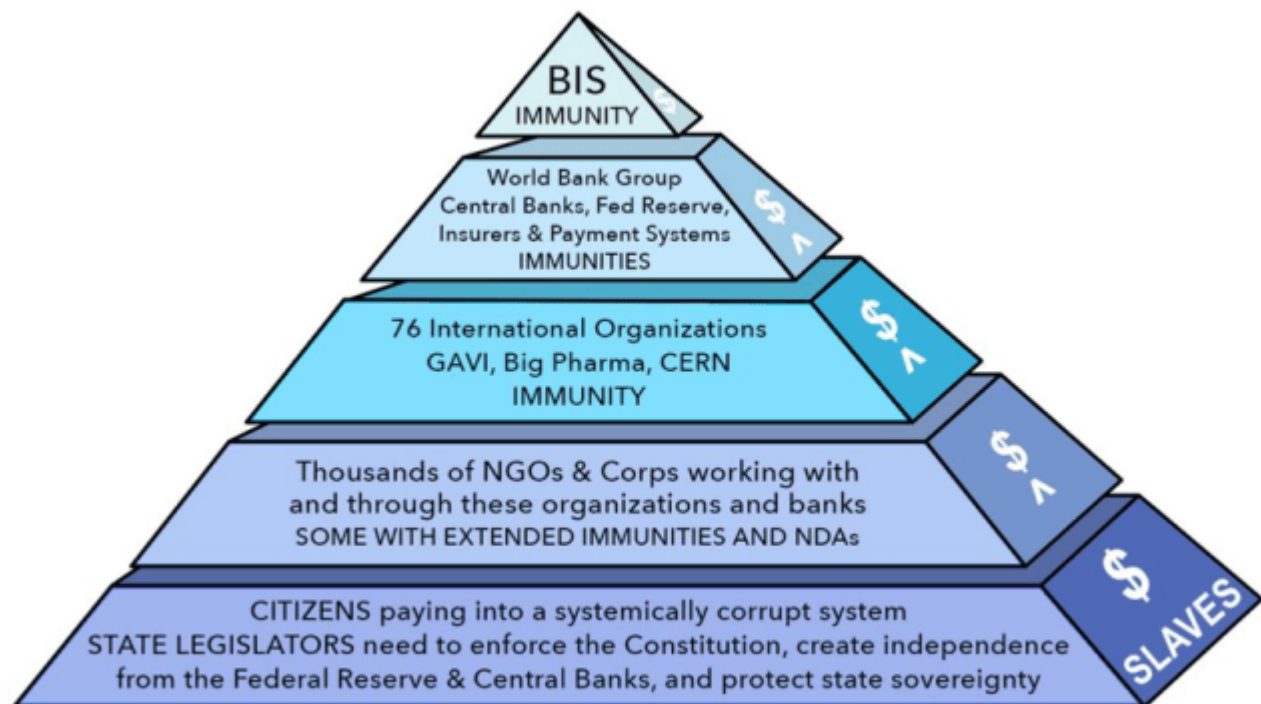 BIS
IMMUNITY
$
World Bank Group
Central Banks, Fed Reserve,
Insurers & Payment Systems
IMMUNITIES
$
^
76 International Organizations
GAVI, Big Pharma, CERN
IMMUNITY
$
^
Thousands of NGOs & Corps working with
and through these organizations and banks
SOME WITH EXTENDED IMMUNITIES AND NDAs
$
^
CITIZENS paying into a systemically corrupt system
STATE LEGISLATORS need to enforce the Constitution, create independence
from the Federal Reserve & Central Banks, and protect state sovereignty
$
SLAVES